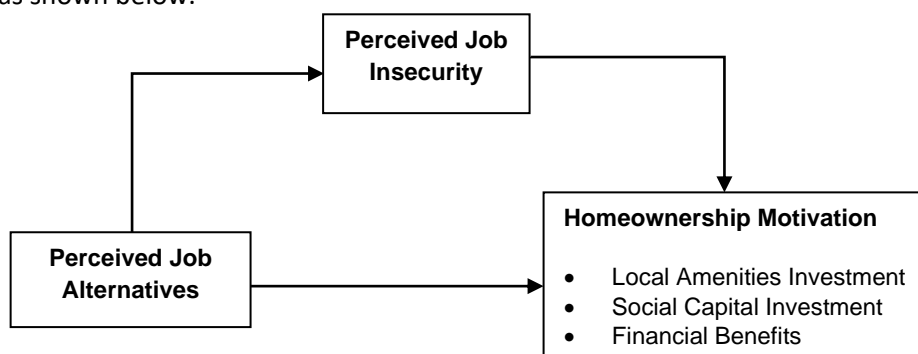 as shown below:
Perceived Job
Insecurity
Perceived Job
Alternatives
Homeownership Motivation
• Local Amenities Investment
• Social Capital Investment
• Financial Benefits